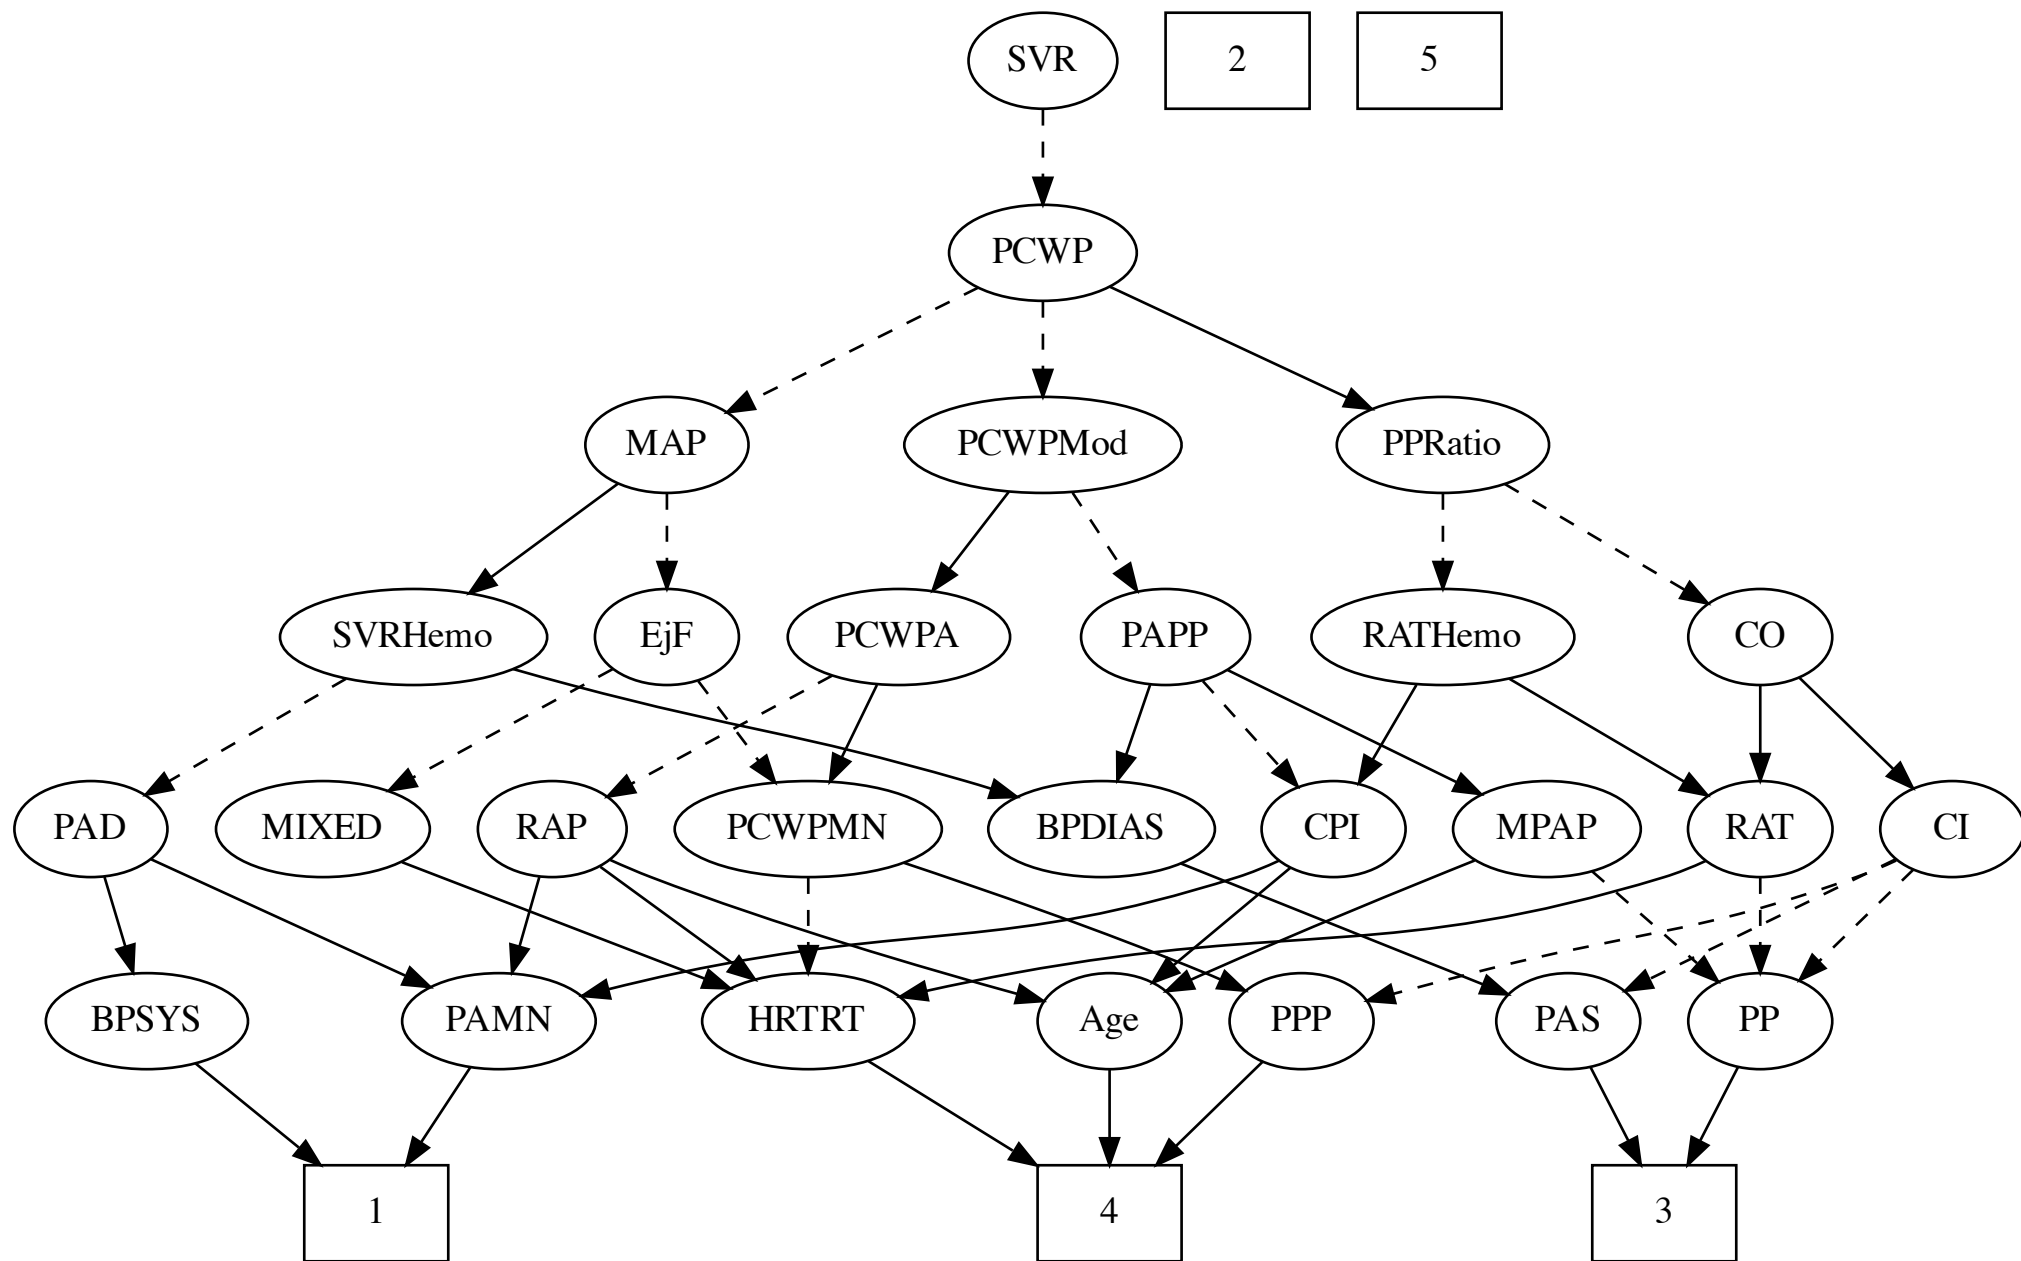 SVR
2
5
PCWP
MAP
PCWPMod
PPRatio
SVRHemo
EjF
PCWPA
PAPP
RATHemo
CO
PAD
MIXED
RAP
PCWPMN
BPDIAS
CPI
MPAP
RAT
CI
BPSYS
PAMN
HRTRT
Age
PPP
PAS
PP
1
4
3